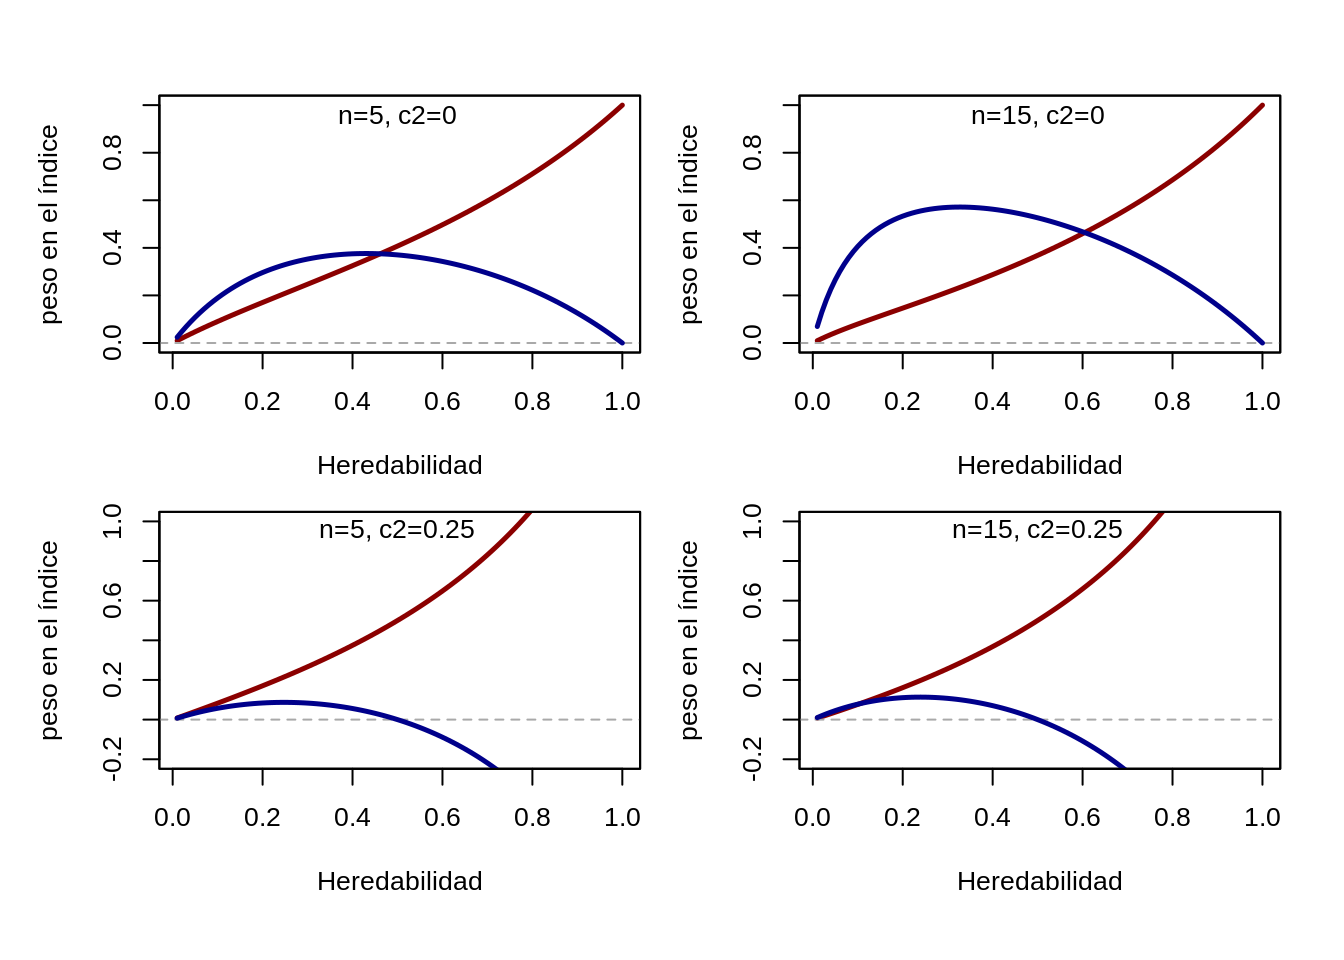 n=5, c2=0
peso en el índice
0.0
0.4
0.8
0.0 0.2 0.4 0.6 0.8 1.0
Heredabilidad
n=15, c2=0
peso en el índice
0.0
0.4
0.8
0.0 0.2 0.4 0.6 0.8 1.0
Heredabilidad
n=5, c2=0.25
peso en el índice
-0.2
0.2
0.6
1.0
0.0 0.2 0.4 0.6 0.8 1.0
Heredabilidad
n=15, c2=0.25
peso en el índice
-0.2
0.2
0.6
1.0
0.0 0.2 0.4 0.6 0.8 1.0
Heredabilidad